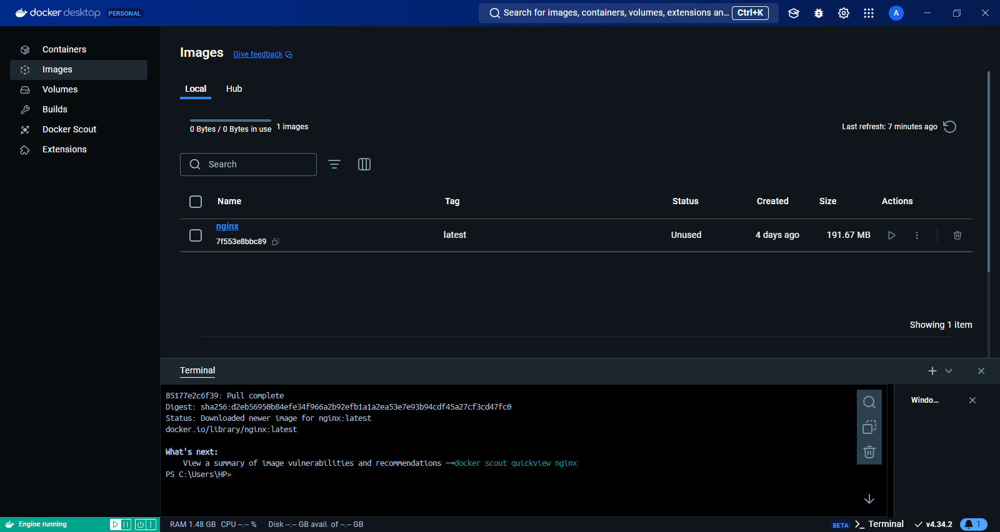 docker desktop PERSONAL
Search for images, containers, volumes, extensions an... Ctrl+K
A
Containers
Images
Volumes
Builds
Docker Scout
Extensions
Images Give feedback
Local Hub
0 Bytes / 0 Bytes in use 1 images
Last refresh: 7 minutes ago
Search
Name Tag Status Created Size Actions
nginx
7f553e8bbc89
latest Unused 4 days ago 191.67 MB
Showing 1 item
Terminal
85177e2c6f39: Pull complete
Digest: sha256:d2eb56950b84efe34f966a2b92efb1a1a2ea53e7e93b94cdf45a27cf3cd47fc0
Status: Downloaded newer image for nginx:latest
docker.io/library/nginx:latest
What's next:
View a summary of image vulnerabilities and recommendations → docker scout quickview nginx
PS C:\Users\HP>
Windo...
Engine running
RAM 1.48 GB CPU --.-- % Disk --.-- GB avail. of --.-- GB
BETA >_ Terminal
v4.34.2
1